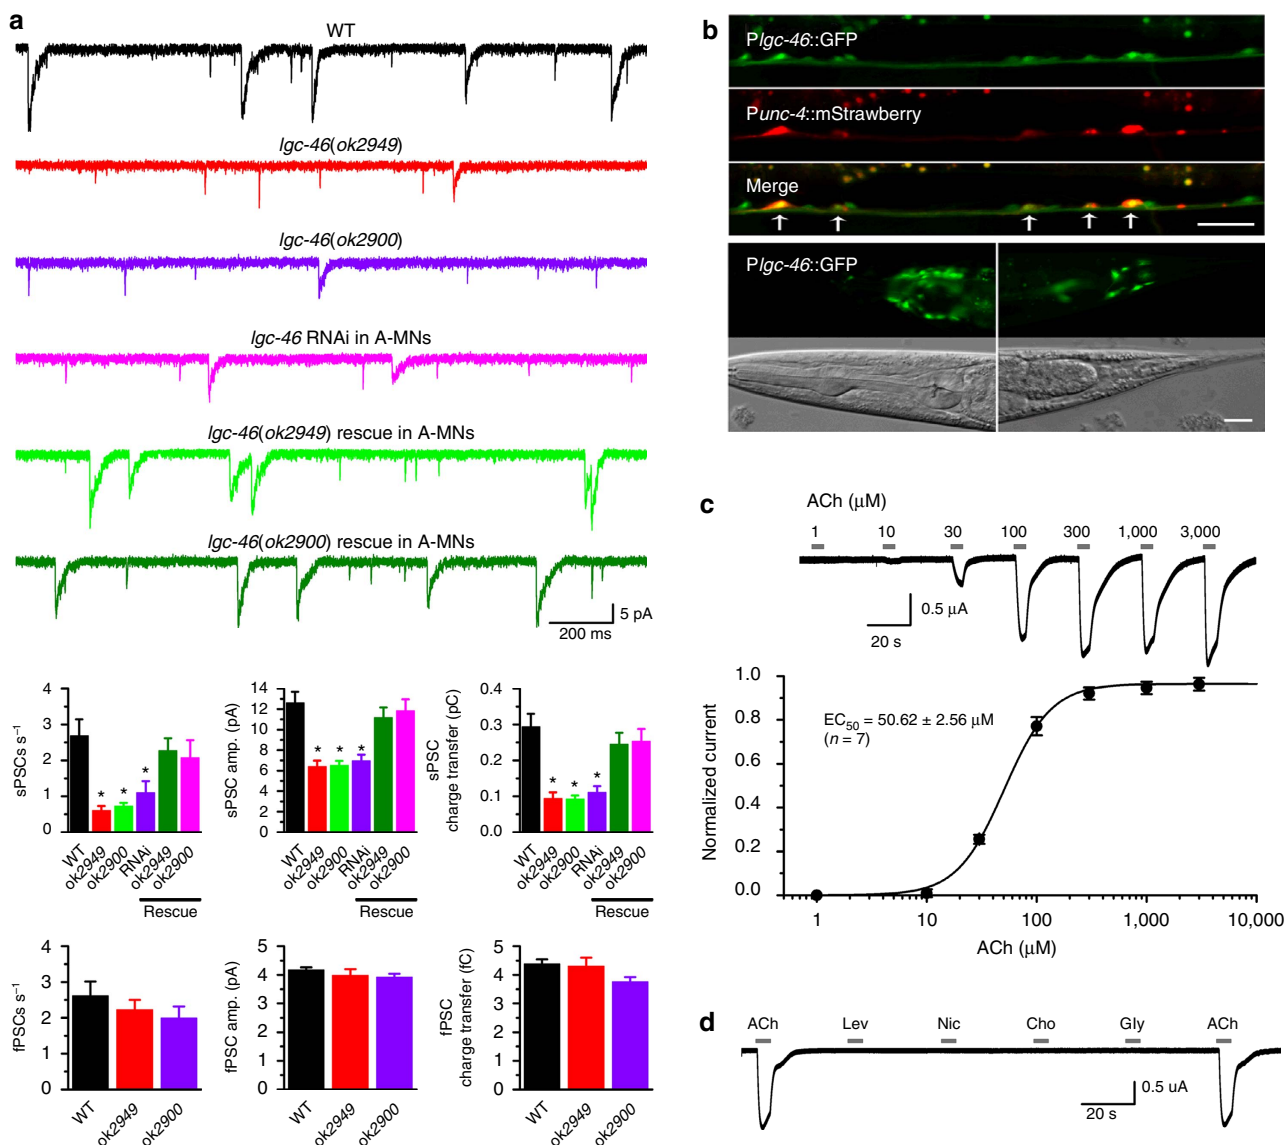 a
WT
lgc-46(ok2949)
lgc-46(ok2900)
lgc-46 RNAi in A-MNs
lgc-46(ok2949) rescue in A-MNs
lgc-46(ok2900) rescue in A-MNs
5 pA
200 ms
sPSCs s⁻¹
4
3
2
1
0
WT
ok2949
ok2900
RNAi
ok2949
ok2900
Rescue
* * *
sPSC amp. (pA)
14
12
10
8
6
4
2
0
WT
ok2949
ok2900
RNAi
ok2949
ok2900
Rescue
* * *
sPSC
charge transfer (pC)
0.4
0.3
0.2
0.1
0.0
WT
ok2949
ok2900
RNAi
ok2949
ok2900
Rescue
* * *
fPSCs s⁻¹
4
3
2
1
0
WT
ok2949
ok2900
fPSC amp. (pA)
5
4
3
2
1
0
WT
ok2949
ok2900
fPSC
charge transfer (fC)
5
4
3
2
1
0
WT
ok2949
ok2900
b
Plgc-46::GFP
Punc-4::mStrawberry
Merge
Plgc-46::GFP
c
ACh (μM)
1 10 30 100 300 1,000 3,000
0.5 μA
20 s
Normalized current
1.0
0.8
0.6
0.4
0.2
0.0
EC₅₀ = 50.62 ± 2.56 μM
(n = 7)
1 10 100 1,000 10,000
ACh (μM)
d
ACh Lev Nic Cho Gly ACh
0.5 uA
20 s